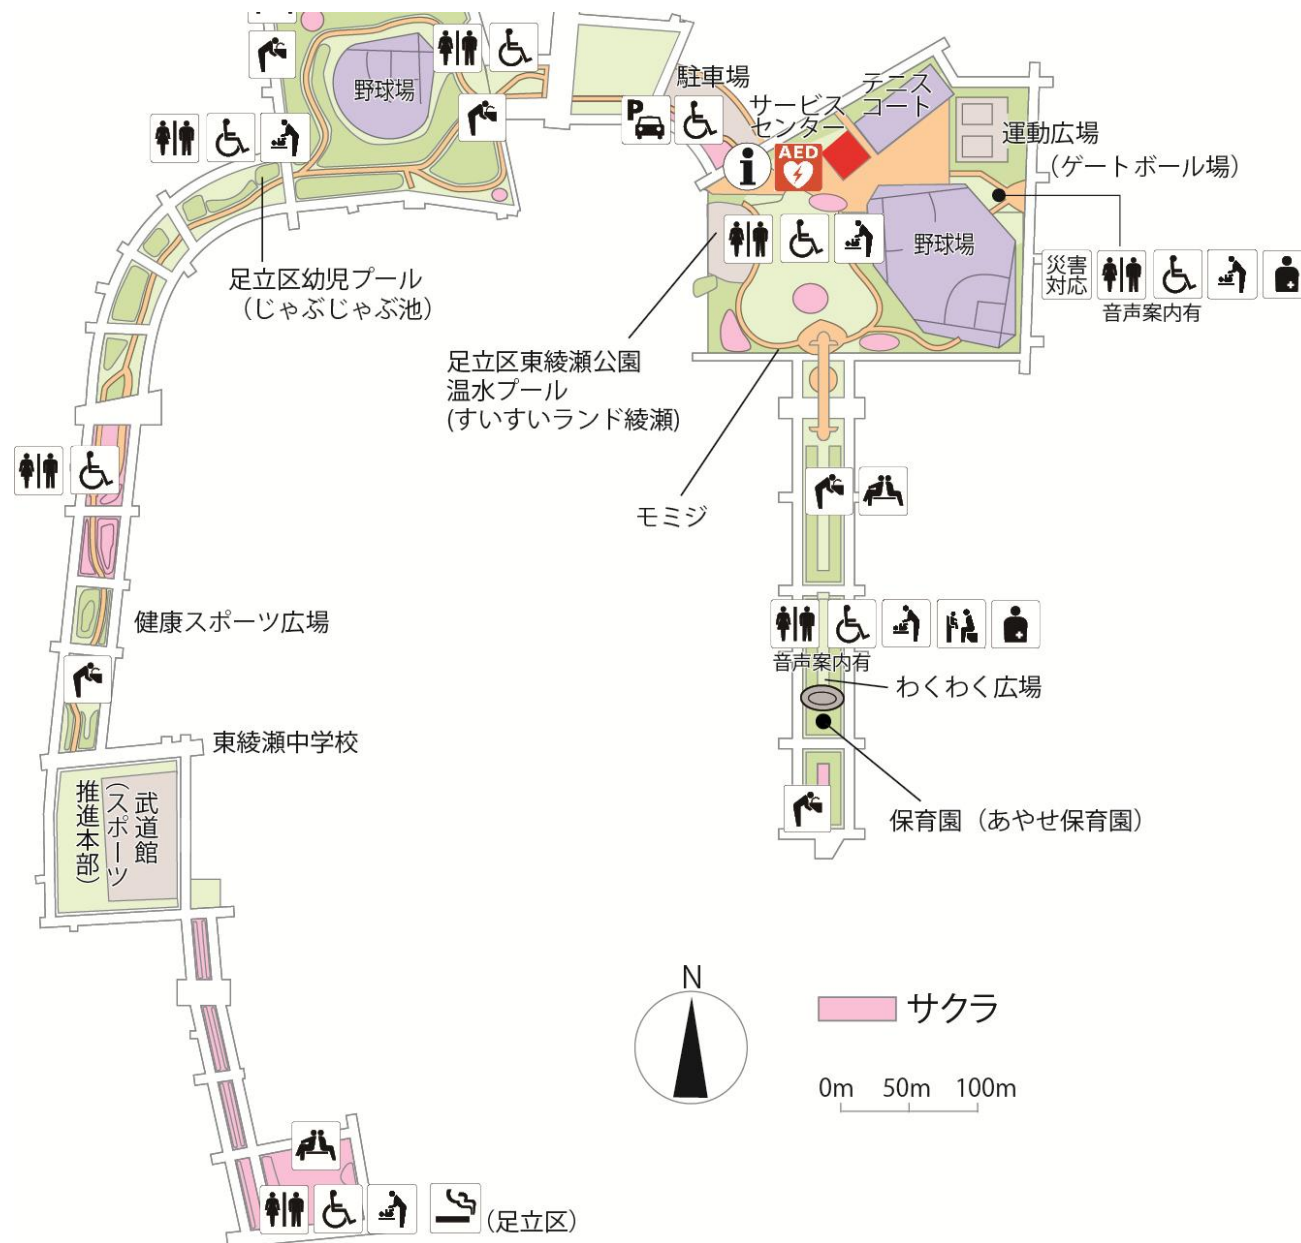 野球場
駐車場
P
サービス
センター
テニス
コート
AED
i
運動広場
(ゲートボール場)
野球場
災害
対応
音声案内有
足立区幼児プール
(じゃぶじゃぶ池)
足立区東綾瀬公園
温水プール
(すいすいランド綾瀬)
モミジ
健康スポーツ広場
音声案内有
わくわく広場
東綾瀬中学校
武道館
(スポーツ
推進本部)
保育園（あやせ保育園）
N
サクラ
0m 50m 100m
(足立区)